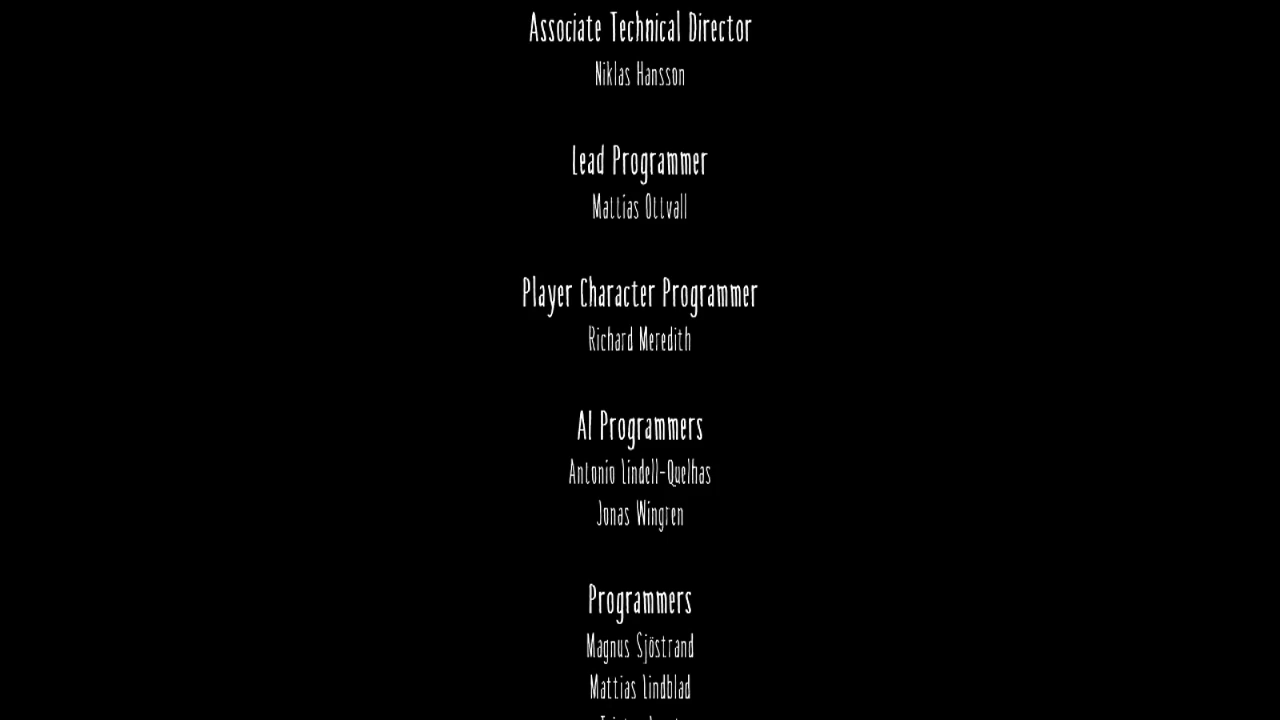 Associate Technical Director
Niklas Hansson
Lead Programmer
Mattias Ottvall
Player Character Programmer
Richard Meredith
AI Programmers
Antonio Lindell-Quelhas
Jonas Wingren
Programmers
Magnus Sjöstrand
Mattias Lindblad